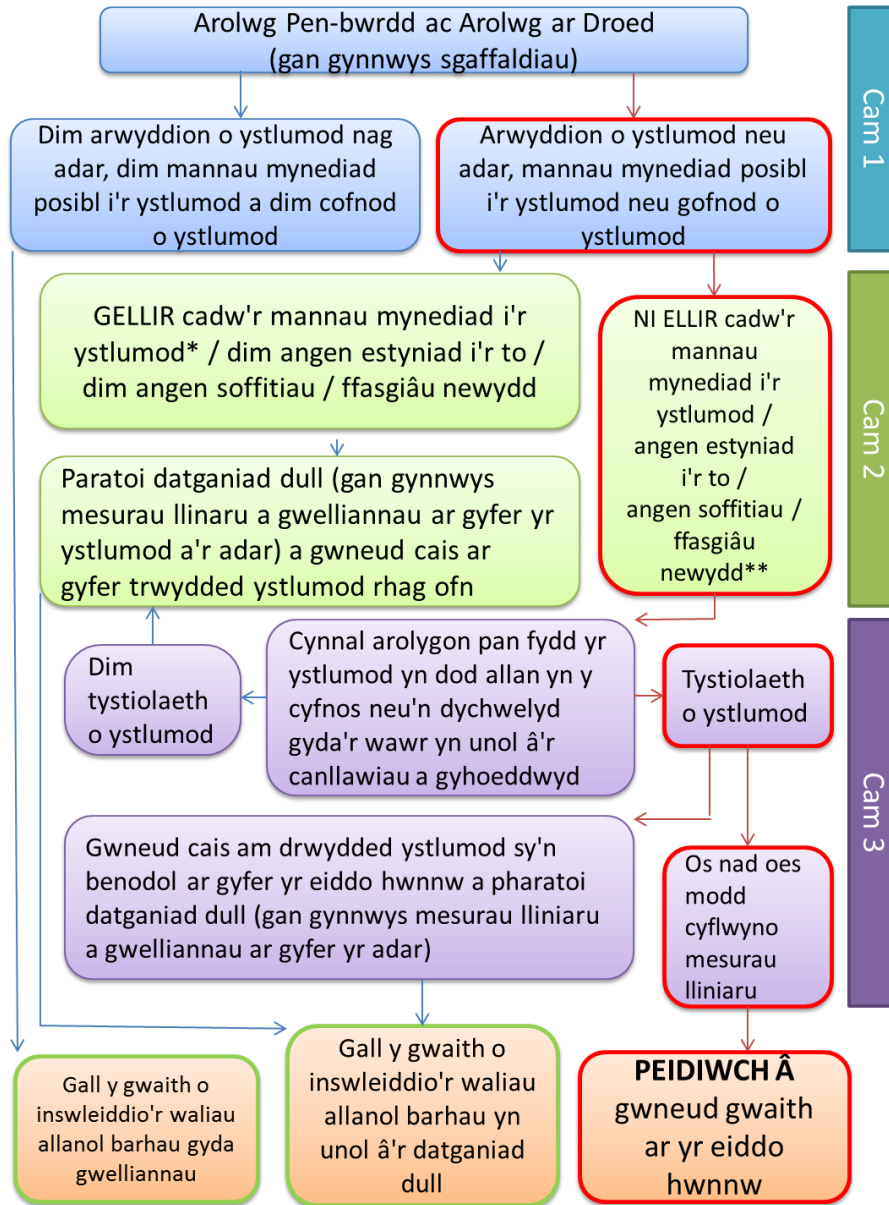 Arolwg Pen-bwrdd ac Arolwg ar Droed
(gan gynnwys sgaffaldiau)
Cam 1
Dim arwyddion o ystlumod nag
adar, dim mannau mynediad
posibl i'r ystlumod a dim cofnod
o ystlumod
Arwyddion o ystlumod neu
adar, mannau mynediad posibl
i'r ystlumod neu gofnod o
ystlumod
Cam 2
GELLIR cadw'r mannau mynediad i'r
ystlumod* / dim angen estyniad i'r to /
dim angen soffitiau / ffasgiâu newydd
NI ELLIR cadw'r
mannau
mynediad i'r
ystlumod /
angen estyniad
i'r to /
angen soffitiau /
ffasgiâu
newydd**
Paratoi datganiad dull (gan gynnwys
mesurau llinaru a gwelliannau ar gyfer yr
ystlumod a'r adar) a gwneud cais ar
gyfer trwydded ystlumod rhag ofn
Cam 3
Dim
tystiolaeth
o ystlumod
Cynnal arolygon pan fydd yr
ystlumod yn dod allan yn y
cyfnos neu'n dychwelyd
gyda'r wawr yn unol â'r
canllawiau a gyhoeddwyd
Tystiolaeth
o ystlumod
Gwneud cais am drwydded ystlumod sy'n
benodol ar gyfer yr eiddo hwnnw a pharatoi
datganiad dull (gan gynnwys mesurau lliniaru
a gwelliannau ar gyfer yr adar)
Os nad oes
modd
cyflwyno
mesurau
lliniaru
Gall y gwaith o
inswleiddio'r waliau
allanol barhau gyda
gwelliannau
Gall y gwaith o
inswleiddio'r waliau
allanol barhau yn
unol â'r datganiad
dull
PEIDIWCH Â
gwneud gwaith
ar yr eiddo
hwnnw